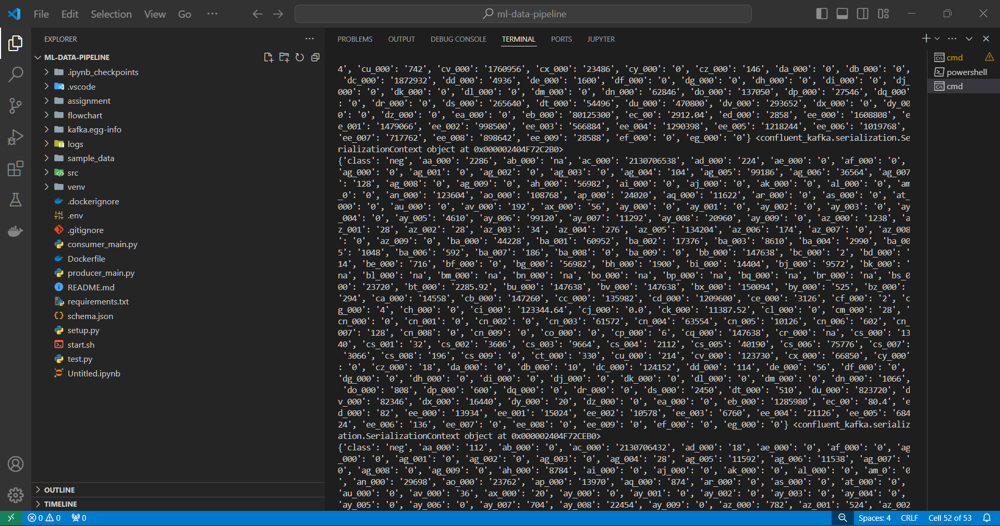 File Edit Selection View Go ··· ml-data-pipeline
EXPLORER ···
ML-DATA-PIPELINE
.ipynb_checkpoints
.vscode
assignment
flowchart
kafka.egg-info
logs
sample_data
src
venv
.dockerignore
.env
.gitignore
consumer_main.py
Dockerfile
producer_main.py
README.md
requirements.txt
schema.json
setup.py
start.sh
test.py
Untitled.ipynb
OUTLINE
TIMELINE
PROBLEMS OUTPUT DEBUG CONSOLE TERMINAL PORTS JUPYTER
4', 'cu_000': '742', 'cv_000': '1760956', 'cx_000': '23486', 'cy_000': '0', 'cz_000': '146', 'da_000': '0', 'db_000': '0',
'dc_000': '1872932', 'dd_000': '4936', 'de_000': '1600', 'df_000': '0', 'dg_000': '0', 'dh_000': '0', 'di_000': '0', 'dj_
000': '0', 'dk_000': '0', 'dl_000': '0', 'dm_000': '0', 'dn_000': '62846', 'do_000': '137050', 'dp_000': '27546', 'dq_000'
: '0', 'dr_000': '0', 'ds_000': '265640', 'dt_000': '54496', 'du_000': '470800', 'dv_000': '293652', 'dx_000': '0', 'dy_00
0': '0', 'dz_000': '0', 'ea_000': '0', 'eb_000': '80125300', 'ec_00': '2912.04', 'ed_000': '2858', 'ee_000': '1608808', 'e
e_001': '1479066', 'ee_002': '998500', 'ee_003': '566884', 'ee_004': '1290398', 'ee_005': '1218244', 'ee_006': '1019768',
'ee_007': '717762', 'ee_008': '898642', 'ee_009': '28588', 'ef_000': '0', 'eg_000': '0'} <confluent_kafka.serialization.Se
rializationContext object at 0x000002404F72C2B0>
{'class': 'neg', 'aa_000': '2286', 'ab_000': 'na', 'ac_000': '2130706538', 'ad_000': '224', 'ae_000': '0', 'af_000': '0',
'ag_000': '0', 'ag_001': '0', 'ag_002': '0', 'ag_003': '0', 'ag_004': '104', 'ag_005': '99186', 'ag_006': '36564', 'ag_007
': '128', 'ag_008': '0', 'ag_009': '0', 'ah_000': '56982', 'ai_000': '0', 'aj_000': '0', 'ak_000': '0', 'al_000': '0', 'am
_0': '0', 'an_000': '123604', 'ao_000': '108768', 'ap_000': '24020', 'aq_000': '11622', 'ar_000': '0', 'as_000': '0', 'at_
000': '0', 'au_000': '0', 'av_000': '192', 'ax_000': '56', 'ay_000': '0', 'ay_001': '0', 'ay_002': '0', 'ay_003': '0', 'ay
_004': '0', 'ay_005': '4610', 'ay_006': '99120', 'ay_007': '11292', 'ay_008': '20960', 'ay_009': '0', 'az_000': '1238', 'a
z_001': '28', 'az_002': '28', 'az_003': '34', 'az_004': '276', 'az_005': '134204', 'az_006': '174', 'az_007': '0', 'az_008
': '0', 'az_009': '0', 'ba_000': '44228', 'ba_001': '60952', 'ba_002': '17376', 'ba_003': '8610', 'ba_004': '2990', 'ba_00
5': '1048', 'ba_006': '592', 'ba_007': '186', 'ba_008': '0', 'ba_009': '0', 'bb_000': '147638', 'bc_000': '2', 'bd_000': '
14', 'be_000': '716', 'bf_000': '0', 'bg_000': '56982', 'bh_000': '1900', 'bi_000': '14404', 'bj_000': '9572', 'bk_000': '
na', 'bl_000': 'na', 'bm_000': 'na', 'bn_000': 'na', 'bo_000': 'na', 'bp_000': 'na', 'bq_000': 'na', 'br_000': 'na', 'bs_0
00': '23720', 'bt_000': '2285.92', 'bu_000': '147638', 'bv_000': '147638', 'bx_000': '150094', 'by_000': '525', 'bz_000':
'294', 'ca_000': '14558', 'cb_000': '147260', 'cc_000': '135982', 'cd_000': '1209600', 'ce_000': '3126', 'cf_000': '2', 'c
g_000': '4', 'ch_000': '0', 'ci_000': '123344.64', 'cj_000': '0.0', 'ck_000': '11387.52', 'cl_000': '0', 'cm_000': '28', '
cn_000': '0', 'cn_001': '0', 'cn_002': '0', 'cn_003': '61572', 'cn_004': '63554', 'cn_005': '10126', 'cn_006': '602', 'cn_
007': '128', 'cn_008': '0', 'cn_009': '0', 'co_000': '0', 'cp_000': '6', 'cq_000': '147638', 'cr_000': 'na', 'cs_000': '13
40', 'cs_001': '32', 'cs_002': '3606', 'cs_003': '9664', 'cs_004': '2112', 'cs_005': '40190', 'cs_006': '75776', 'cs_007':
'3066', 'cs_008': '196', 'cs_009': '0', 'ct_000': '330', 'cu_000': '214', 'cv_000': '123730', 'cx_000': '66850', 'cy_000'
: '0', 'cz_000': '18', 'da_000': '0', 'db_000': '10', 'dc_000': '124152', 'dd_000': '114', 'de_000': '56', 'df_000': '0',
'dg_000': '0', 'dh_000': '0', 'di_000': '0', 'dj_000': '0', 'dk_000': '0', 'dl_000': '0', 'dm_000': '0', 'dn_000': '1066',
'do_000': '808', 'dp_000': '600', 'dq_000': '0', 'dr_000': '0', 'ds_000': '2450', 'dt_000': '510', 'du_000': '823720', 'd
v_000': '82346', 'dx_000': '16440', 'dy_000': '20', 'dz_000': '0', 'ea_000': '0', 'eb_000': '1285980', 'ec_00': '80.4', 'e
d_000': '82', 'ee_000': '13934', 'ee_001': '15024', 'ee_002': '10578', 'ee_003': '6760', 'ee_004': '21126', 'ee_005': '684
24', 'ee_006': '136', 'ee_007': '0', 'ee_008': '0', 'ee_009': '0', 'ef_000': '0', 'eg_000': '0'} <confluent_kafka.serializ
ation.SerializationContext object at 0x000002404F72CEB0>
{'class': 'neg', 'aa_000': '112', 'ab_000': '0', 'ac_000': '2130706432', 'ad_000': '18', 'ae_000': '0', 'af_000': '0', 'ag
_000': '0', 'ag_001': '0', 'ag_002': '0', 'ag_003': '0', 'ag_004': '28', 'ag_005': '11592', 'ag_006': '11538', 'ag_007': '
0', 'ag_008': '0', 'ag_009': '0', 'ah_000': '8784', 'ai_000': '0', 'aj_000': '0', 'ak_000': '0', 'al_000': '0', 'am_0': '0
', 'an_000': '29698', 'ao_000': '23762', 'ap_000': '13970', 'aq_000': '874', 'ar_000': '0', 'as_000': '0', 'at_000': '0',
'au_000': '0', 'av_000': '36', 'ax_000': '20', 'ay_000': '0', 'ay_001': '0', 'ay_002': '0', 'ay_003': '0', 'ay_004': '0',
'ay_005': '0', 'ay_006': '0', 'ay_007': '704', 'ay_008': '22454', 'ay_009': '0', 'az_000': '782', 'az_001': '524', 'az_002
cmd
powershell
cmd
0 0 0 Spaces: 4 CRLF Cell 52 of 53